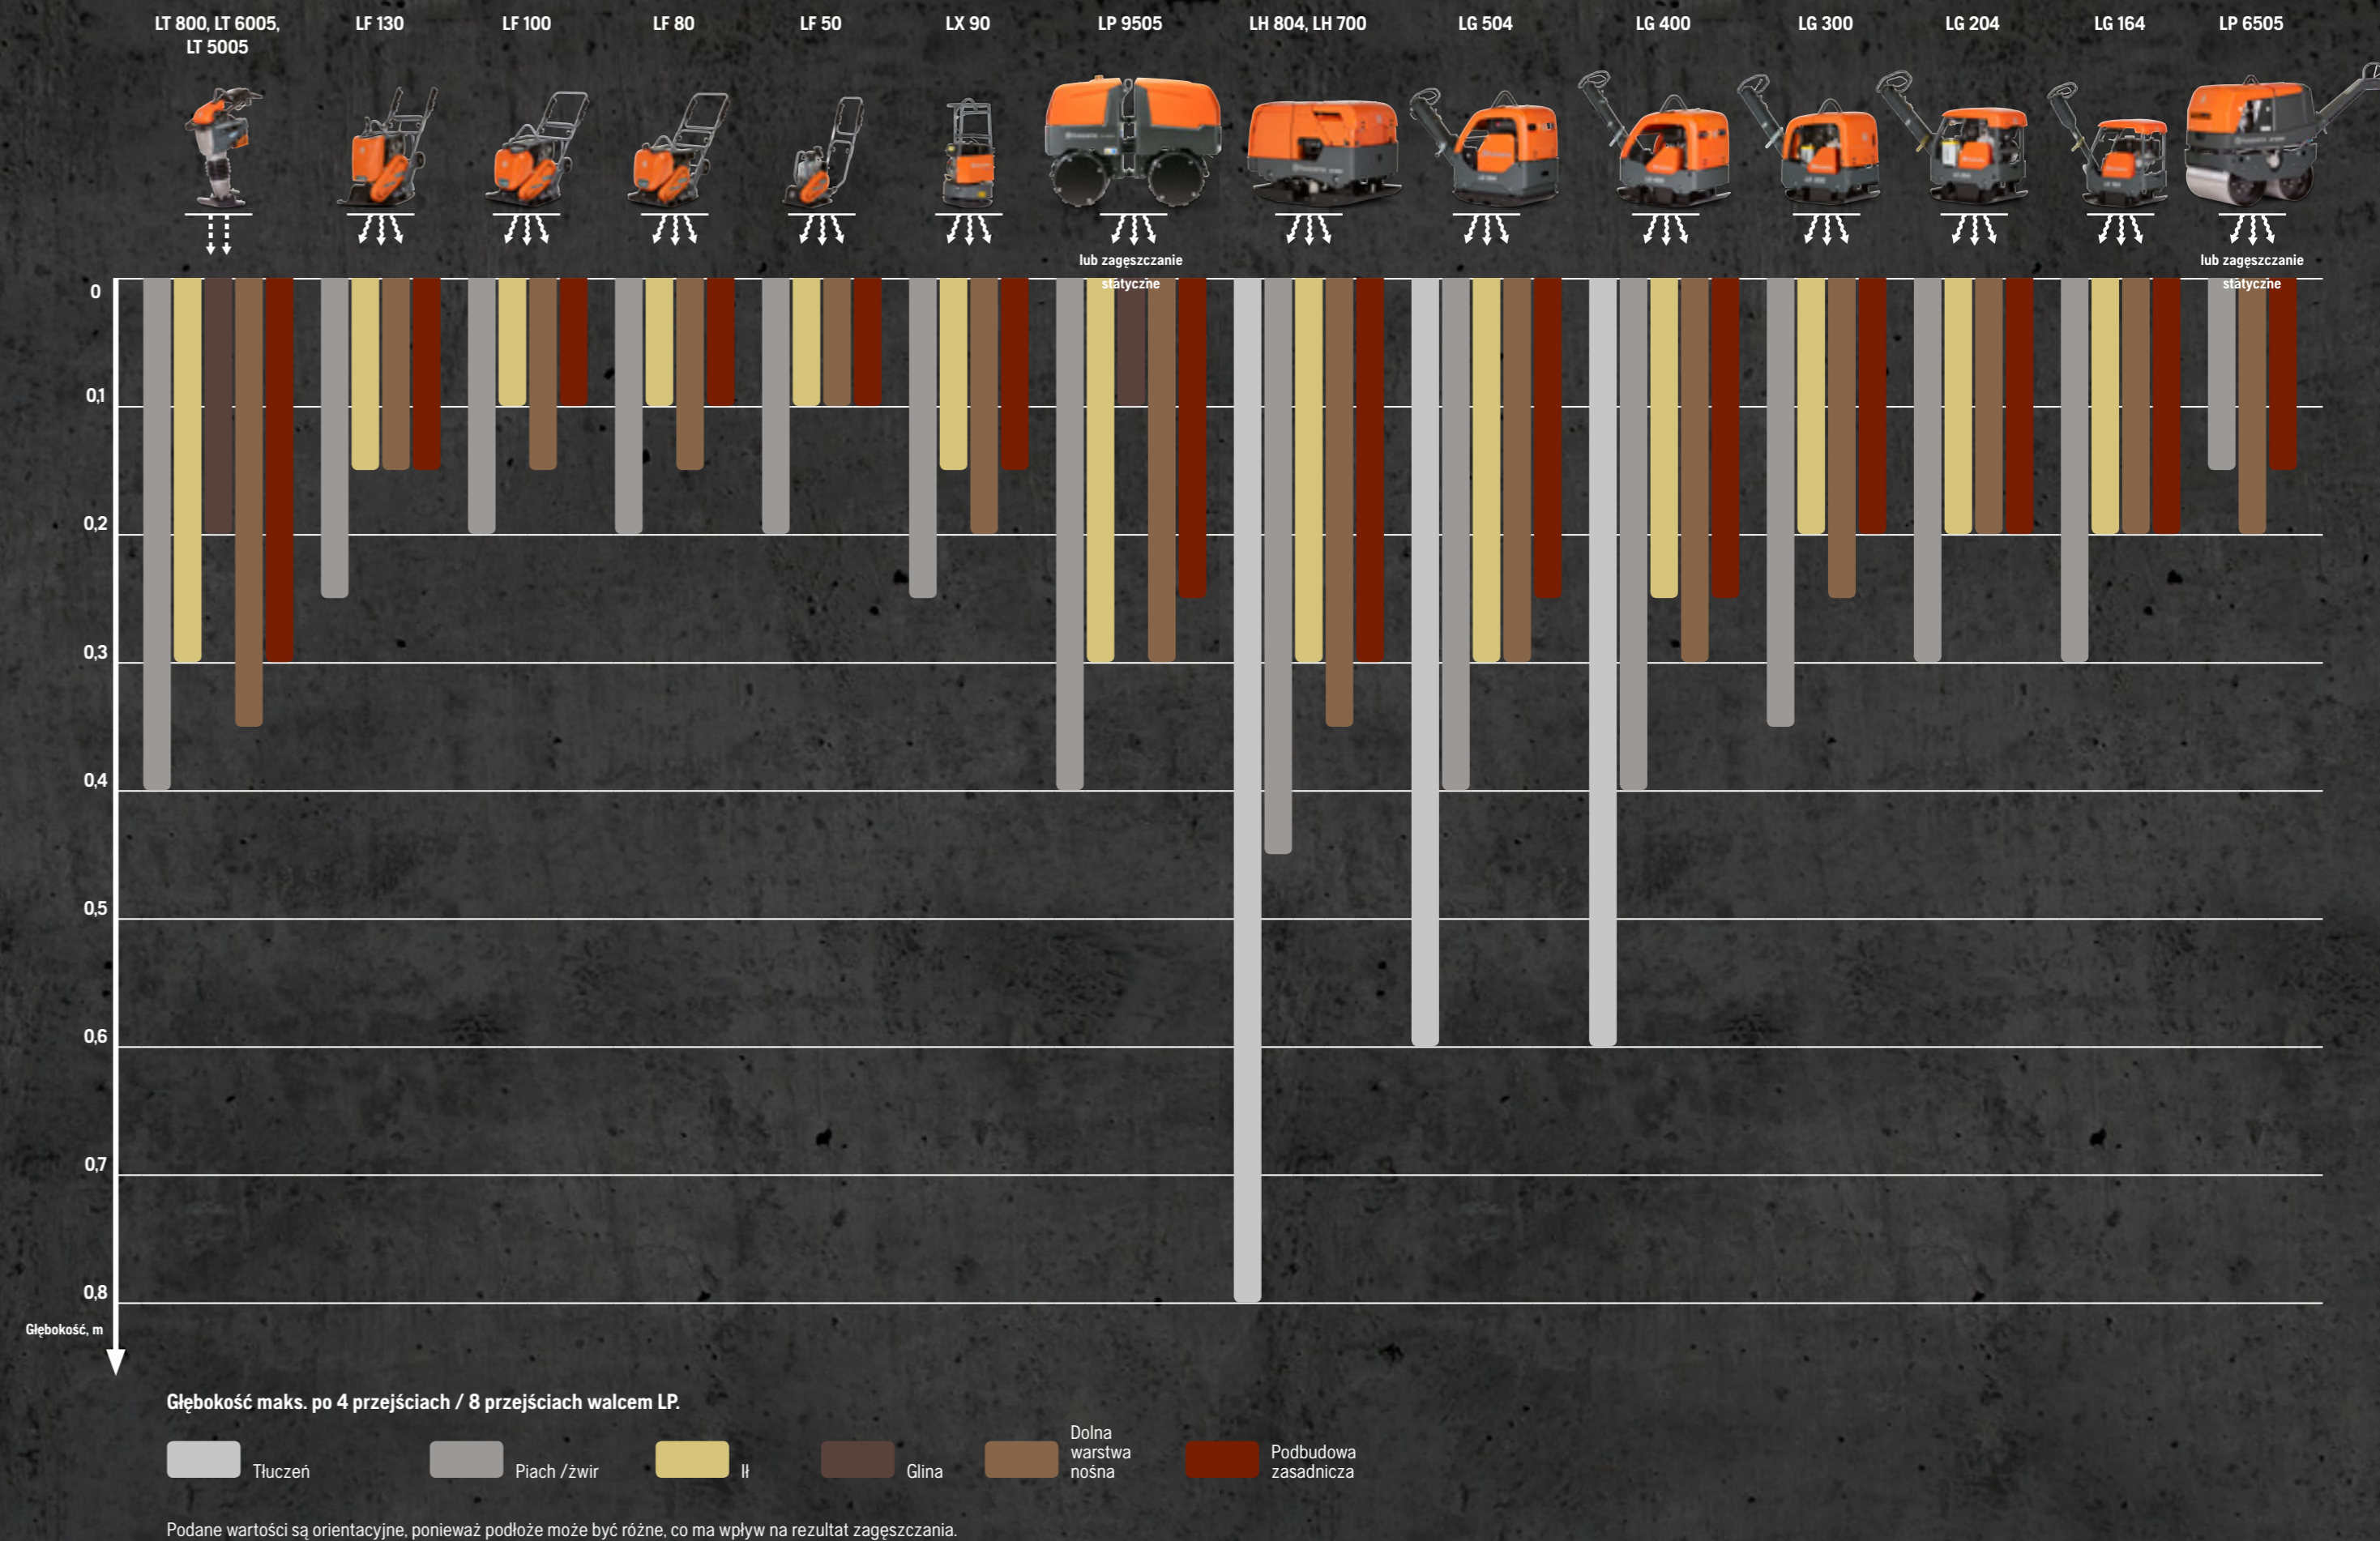 LT 800, LT 6005,
LT 5005
LF 130
LF 100
LF 80
LF 50
LX 90
LP 9505
LH 804, LH 700
LG 504
LG 400
LG 300
LG 204
LG 164
LP 6505
lub zagęszczanie
statyczne
lub zagęszczanie
statyczne
0
0,1
0,2
0,3
0,4
0,5
0,6
0,7
0,8
Głębokość, m
Głębokość maks. po 4 przejściach / 8 przejściach walcem LP.
Tłuczeń
Piach /żwir
Ił
Glina
Dolna
warstwa
nośna
Podbudowa
zasadnicza
Podane wartości są orientacyjne, ponieważ podłoże może być różne, co ma wpływ na rezultat zagęszczania.